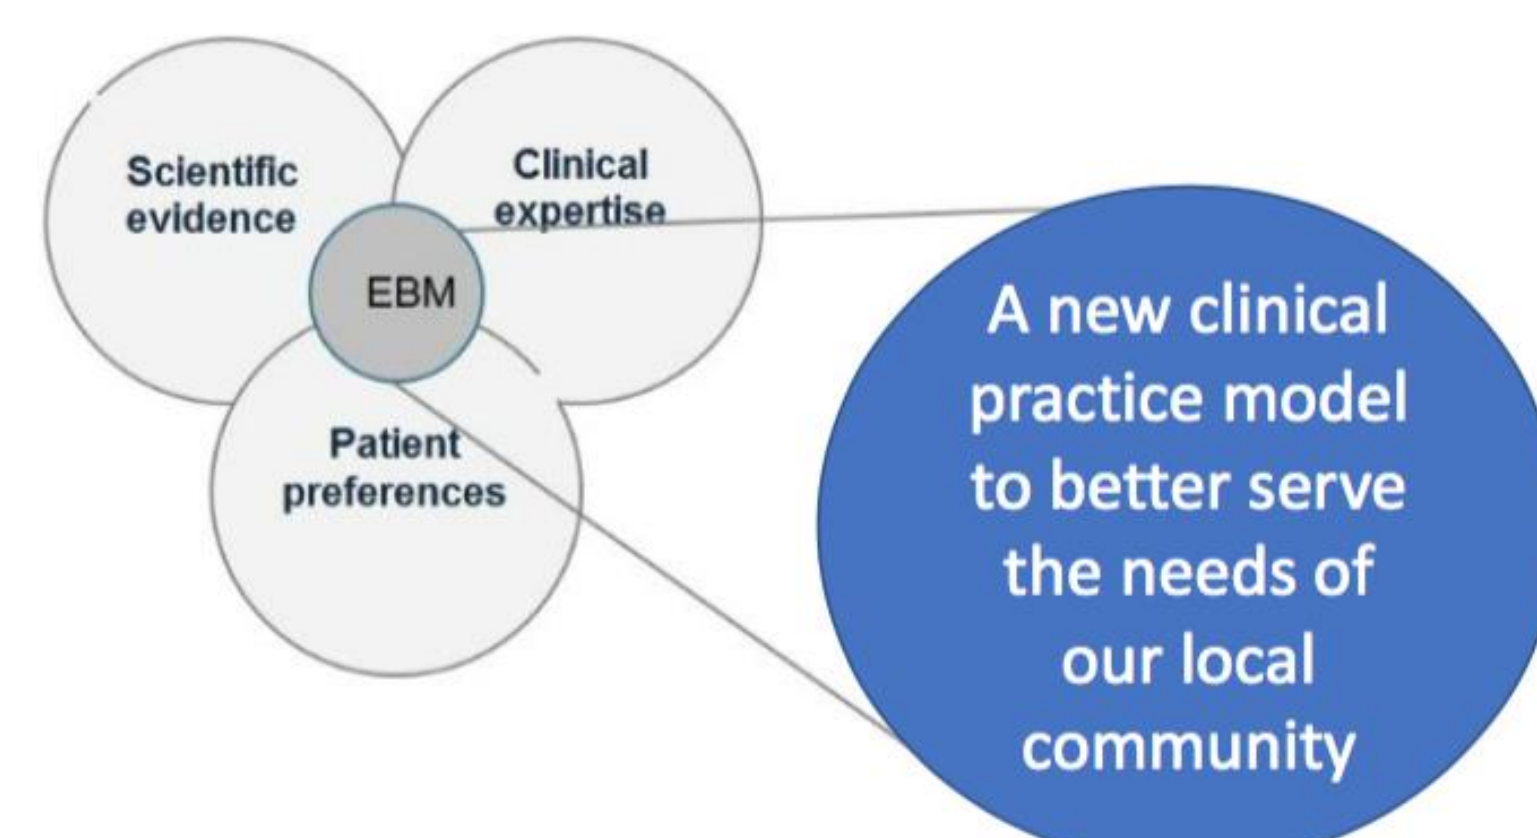 Scientific
evidence
Clinical
expertise
EBM
Patient
preferences
A new clinical
practice model
to better serve
the needs of
our local
community